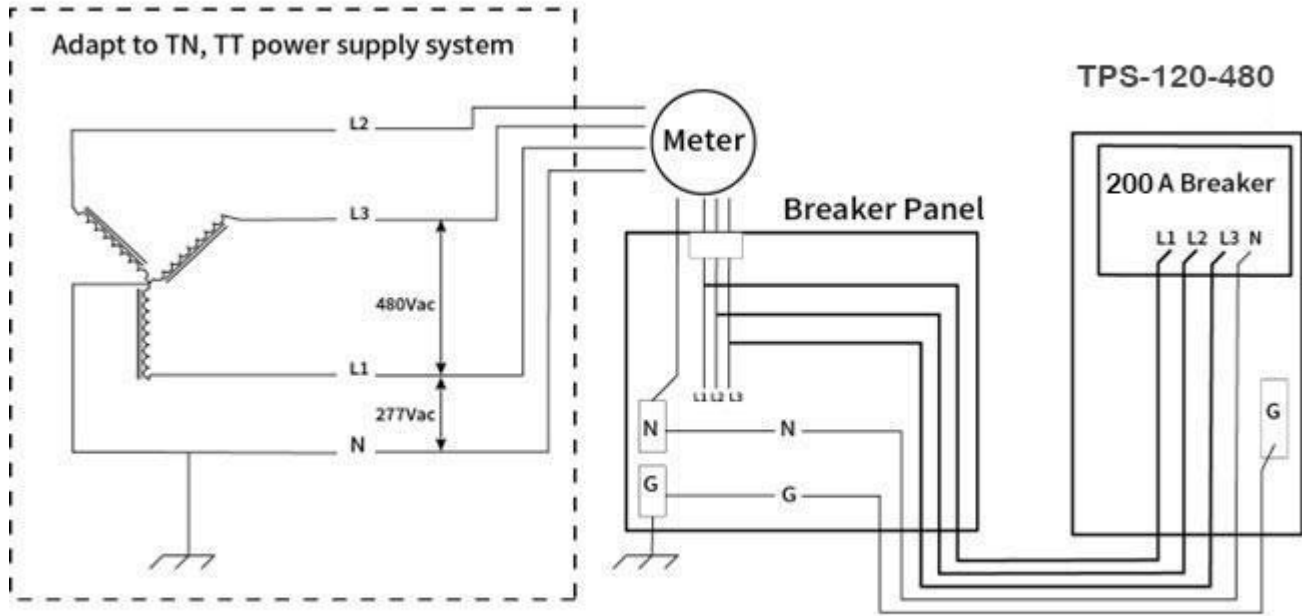 Adapt to TN, TT power supply system
TPS-120-480
L2
Meter
200 A Breaker
L3
Breaker Panel
L1 L2 L3 N
480Vac
L1
L1 L2 L3
277Vac
G
N
N
N
G
G